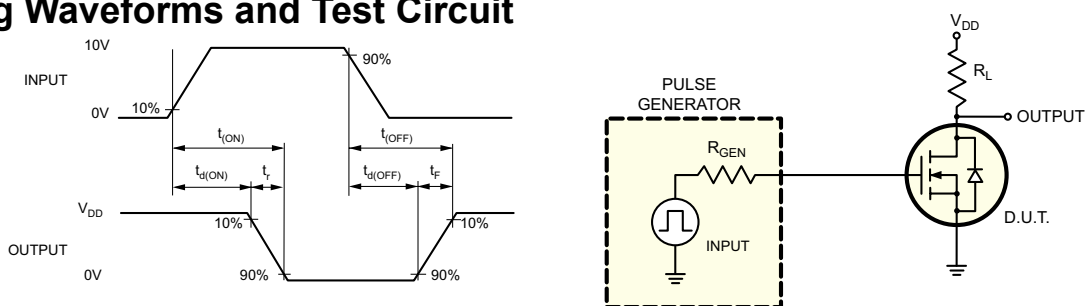 g Waveforms and Test Circuit
10V
INPUT
90%
0V
10%
t(ON)
t(OFF)
td(ON)
tr
td(OFF)
tF
VDD
10%
10%
OUTPUT
0V
90%
90%
VDD
RL
OUTPUT
PULSE
GENERATOR
RGEN
INPUT
D.U.T.